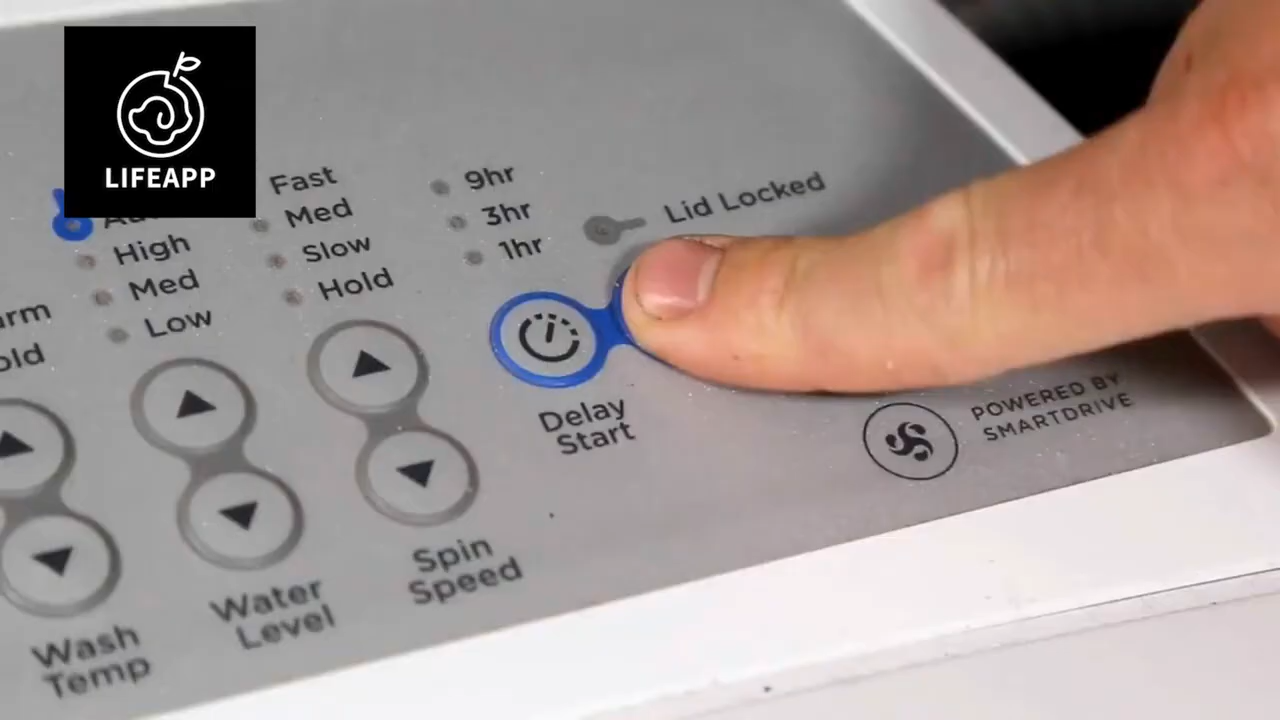 LIFEAPP
Fast
Med
Slow
Hold
High
Med
Low
9hr
3hr
1hr
Lid Locked
Delay
Start
POWERED BY
SMARTDRIVE
Spin
Speed
Water
Level
Wash
Temp